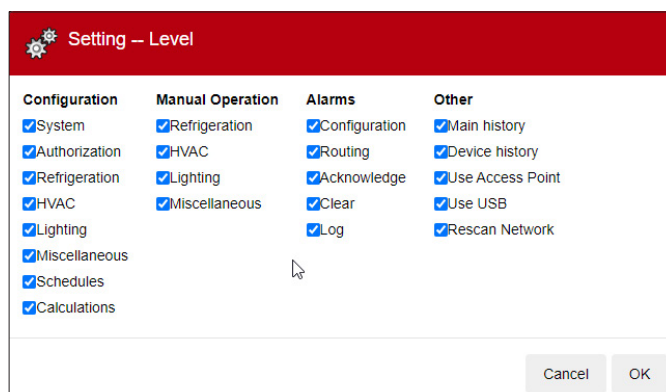 Setting -- Level
Configuration Manual Operation Alarms Other
System Refrigeration Configuration Main history
Authorization HVAC Routing Device history
Refrigeration Lighting Acknowledge Use Access Point
HVAC Miscellaneous Clear Use USB
Lighting Log Rescan Network
Miscellaneous
Schedules
Calculations
Cancel OK